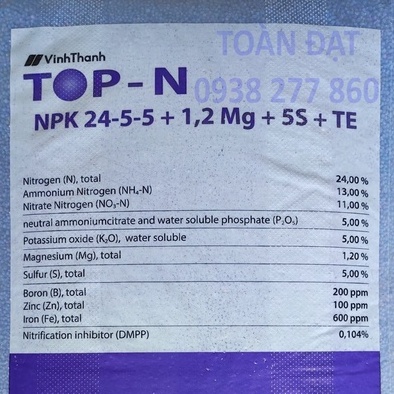 TOÀN ĐẠT
0938 277 860
VinhThanh
TOP-N
NPK 24-5-5 + 1,2 Mg + 5S + TE
Nitrogen (N), total 24,00 %
Ammonium Nitrogen (NH₄-N) 13,00 %
Nitrate Nitrogen (NO₃-N) 11,00 %
neutral ammoniumcitrate and water soluble phosphate (P₂O₅) 5,00 %
Potassium oxide (K₂O), water soluble 5,00 %
Magnesium (Mg), total 1,20 %
Sulfur (S), total 5,00 %
Boron (B), total 200 ppm
Zinc (Zn), total 100 ppm
Iron (Fe), total 600 ppm
Nitrification inhibitor (DMPP) 0,104%